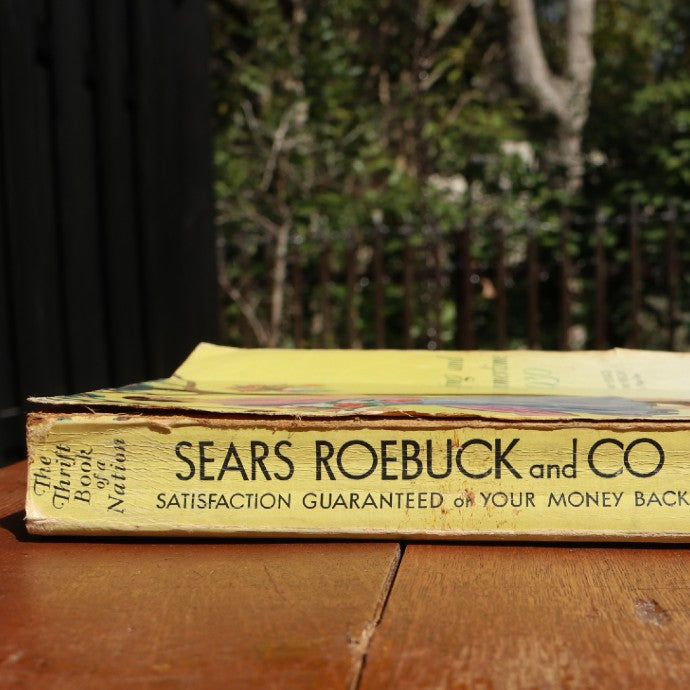 The
Thrift
Book
of a
Nation
SEARS ROEBUCK and CO
SATISFACTION GUARANTEED or YOUR MONEY BACK